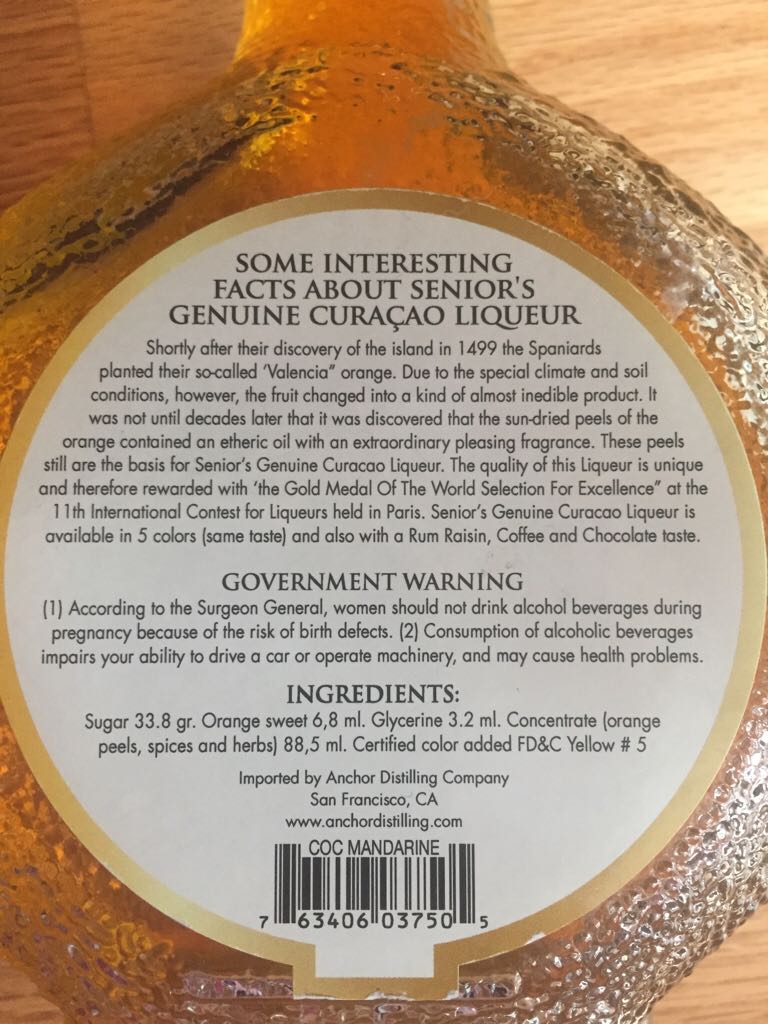 SOME INTERESTING
FACTS ABOUT SENIOR'S
GENUINE CURAÇAO LIQUEUR
Shortly after their discovery of the island in 1499 the Spaniards
planted their so-called 'Valencia" orange. Due to the special climate and soil
conditions, however, the fruit changed into a kind of almost inedible product. It
was not until decades later that it was discovered that the sun-dried peels of the
orange contained an etheric oil with an extraordinary pleasing fragrance. These peels
still are the basis for Senior's Genuine Curacao Liqueur. The quality of this Liqueur is unique
and therefore rewarded with 'the Gold Medal Of The World Selection For Excellence" at the
11th International Contest for Liqueurs held in Paris. Senior's Genuine Curacao Liqueur is
available in 5 colors (same taste) and also with a Rum Raisin, Coffee and Chocolate taste.
GOVERNMENT WARNING
(1) According to the Surgeon General, women should not drink alcohol beverages during
pregnancy because of the risk of birth defects. (2) Consumption of alcoholic beverages
impairs your ability to drive a car or operate machinery, and may cause health problems.
INGREDIENTS:
Sugar 33.8 gr. Orange sweet 6,8 ml. Glycerine 3.2 ml. Concentrate (orange
peels, spices and herbs) 88,5 ml. Certified color added FD&C Yellow # 5
Imported by Anchor Distilling Company
San Francisco, CA
www.anchordistilling.com
COC MANDARINE
7 63406 03750 5